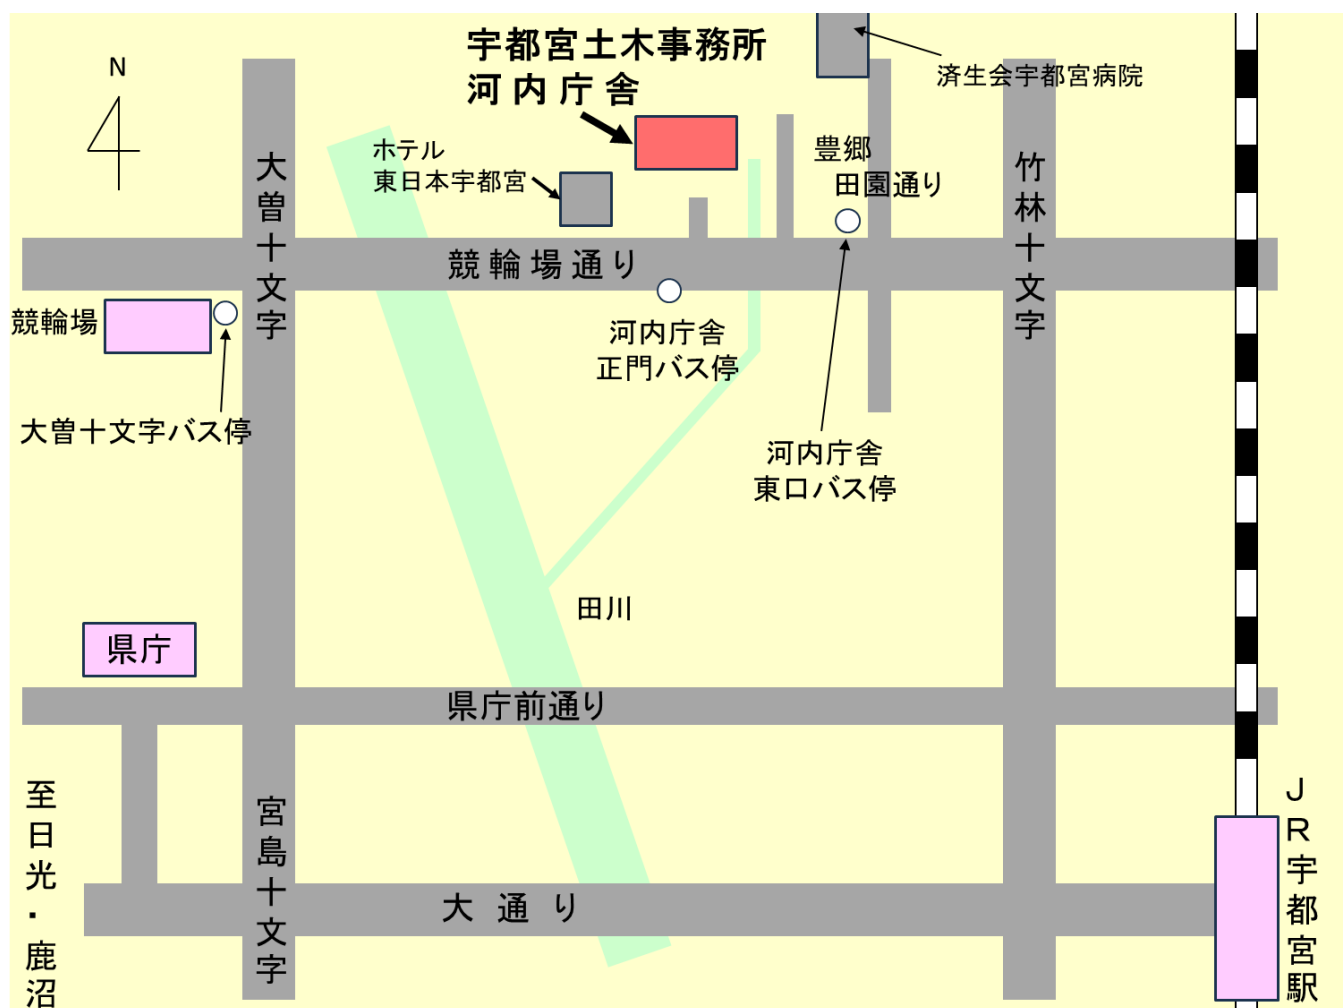 N
宇都宮土木事務所
河内庁舎
済生会宇都宮病院
ホテル
東日本宇都宮
豊郷
田園通り
大曽十文字
竹林十文字
競輪場通り
競輪場
河内庁舎
正門バス停
大曽十文字バス停
河内庁舎
東口バス停
田川
県庁
県庁前通り
至日光・鹿沼
宮島十文字
大通り
JR宇都宮駅